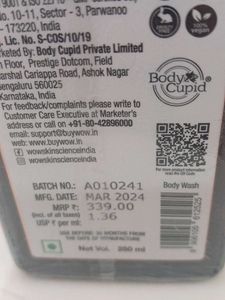 9001 & ISO 22716
No. 10-11, Sector - 3, Parwanoo
- 173220, India
g. Lic. No. S-COS/10/19
Body Cupid Private Limited
Floor, Prestige Dotcom, Field
arshal Cariappa Road, Ashok Nagar
Bengaluru 560025
Karnataka, India
For feedback/complaints please write to
Customer Care Executive at Marketer's
address or call on +91-80-42896000
email: support@buywow.in
www.buywow.in
wowskinscienceindia
wowskinscienceindia
100%
vegan
Body
Cupid
Body Wash
BATCH NO.: A010241
MFG. DATE: MAR 2024
MRP ₹: 339.00
(incl. of all taxes)
USP ₹ per ml: 1.36
USE BEFORE 36 MONTHS FROM
THE DATE OF MANUFACTURE
Net Vol. 250 ml